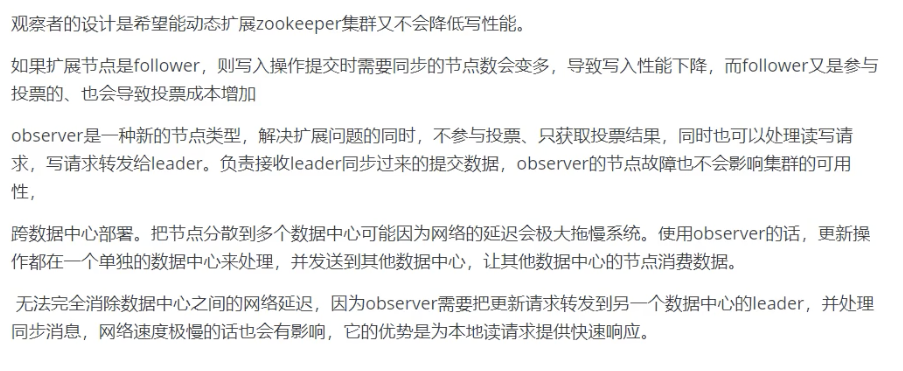 观察者的设计是希望能动态扩展zookeeper集群又不会降低写性能。
如果扩展节点是follower，则写入操作提交时需要同步的节点数会变多，导致写入性能下降，而follower又是参与
投票的、也会导致投票成本增加
observer是一种新的节点类型，解决扩展问题的同时，不参与投票、只获取投票结果，同时也可以处理读写请
求，写请求转发给leader。负责接收leader同步过来的提交数据，observer的节点故障也不会影响集群的可用
性，
跨数据中心部署。把节点分散到多个数据中心可能因为网络的延迟会极大拖慢系统。使用observer的话，更新操
作都在一个单独的数据中心来处理，并发送到其他数据中心，让其他数据中心的节点消费数据。
无法完全消除数据中心之间的网络延迟，因为observer需要把更新请求转发到另一个数据中心的leader，并处理
同步消息，网络速度极慢的话也会有影响，它的优势是为本地读请求提供快速响应。